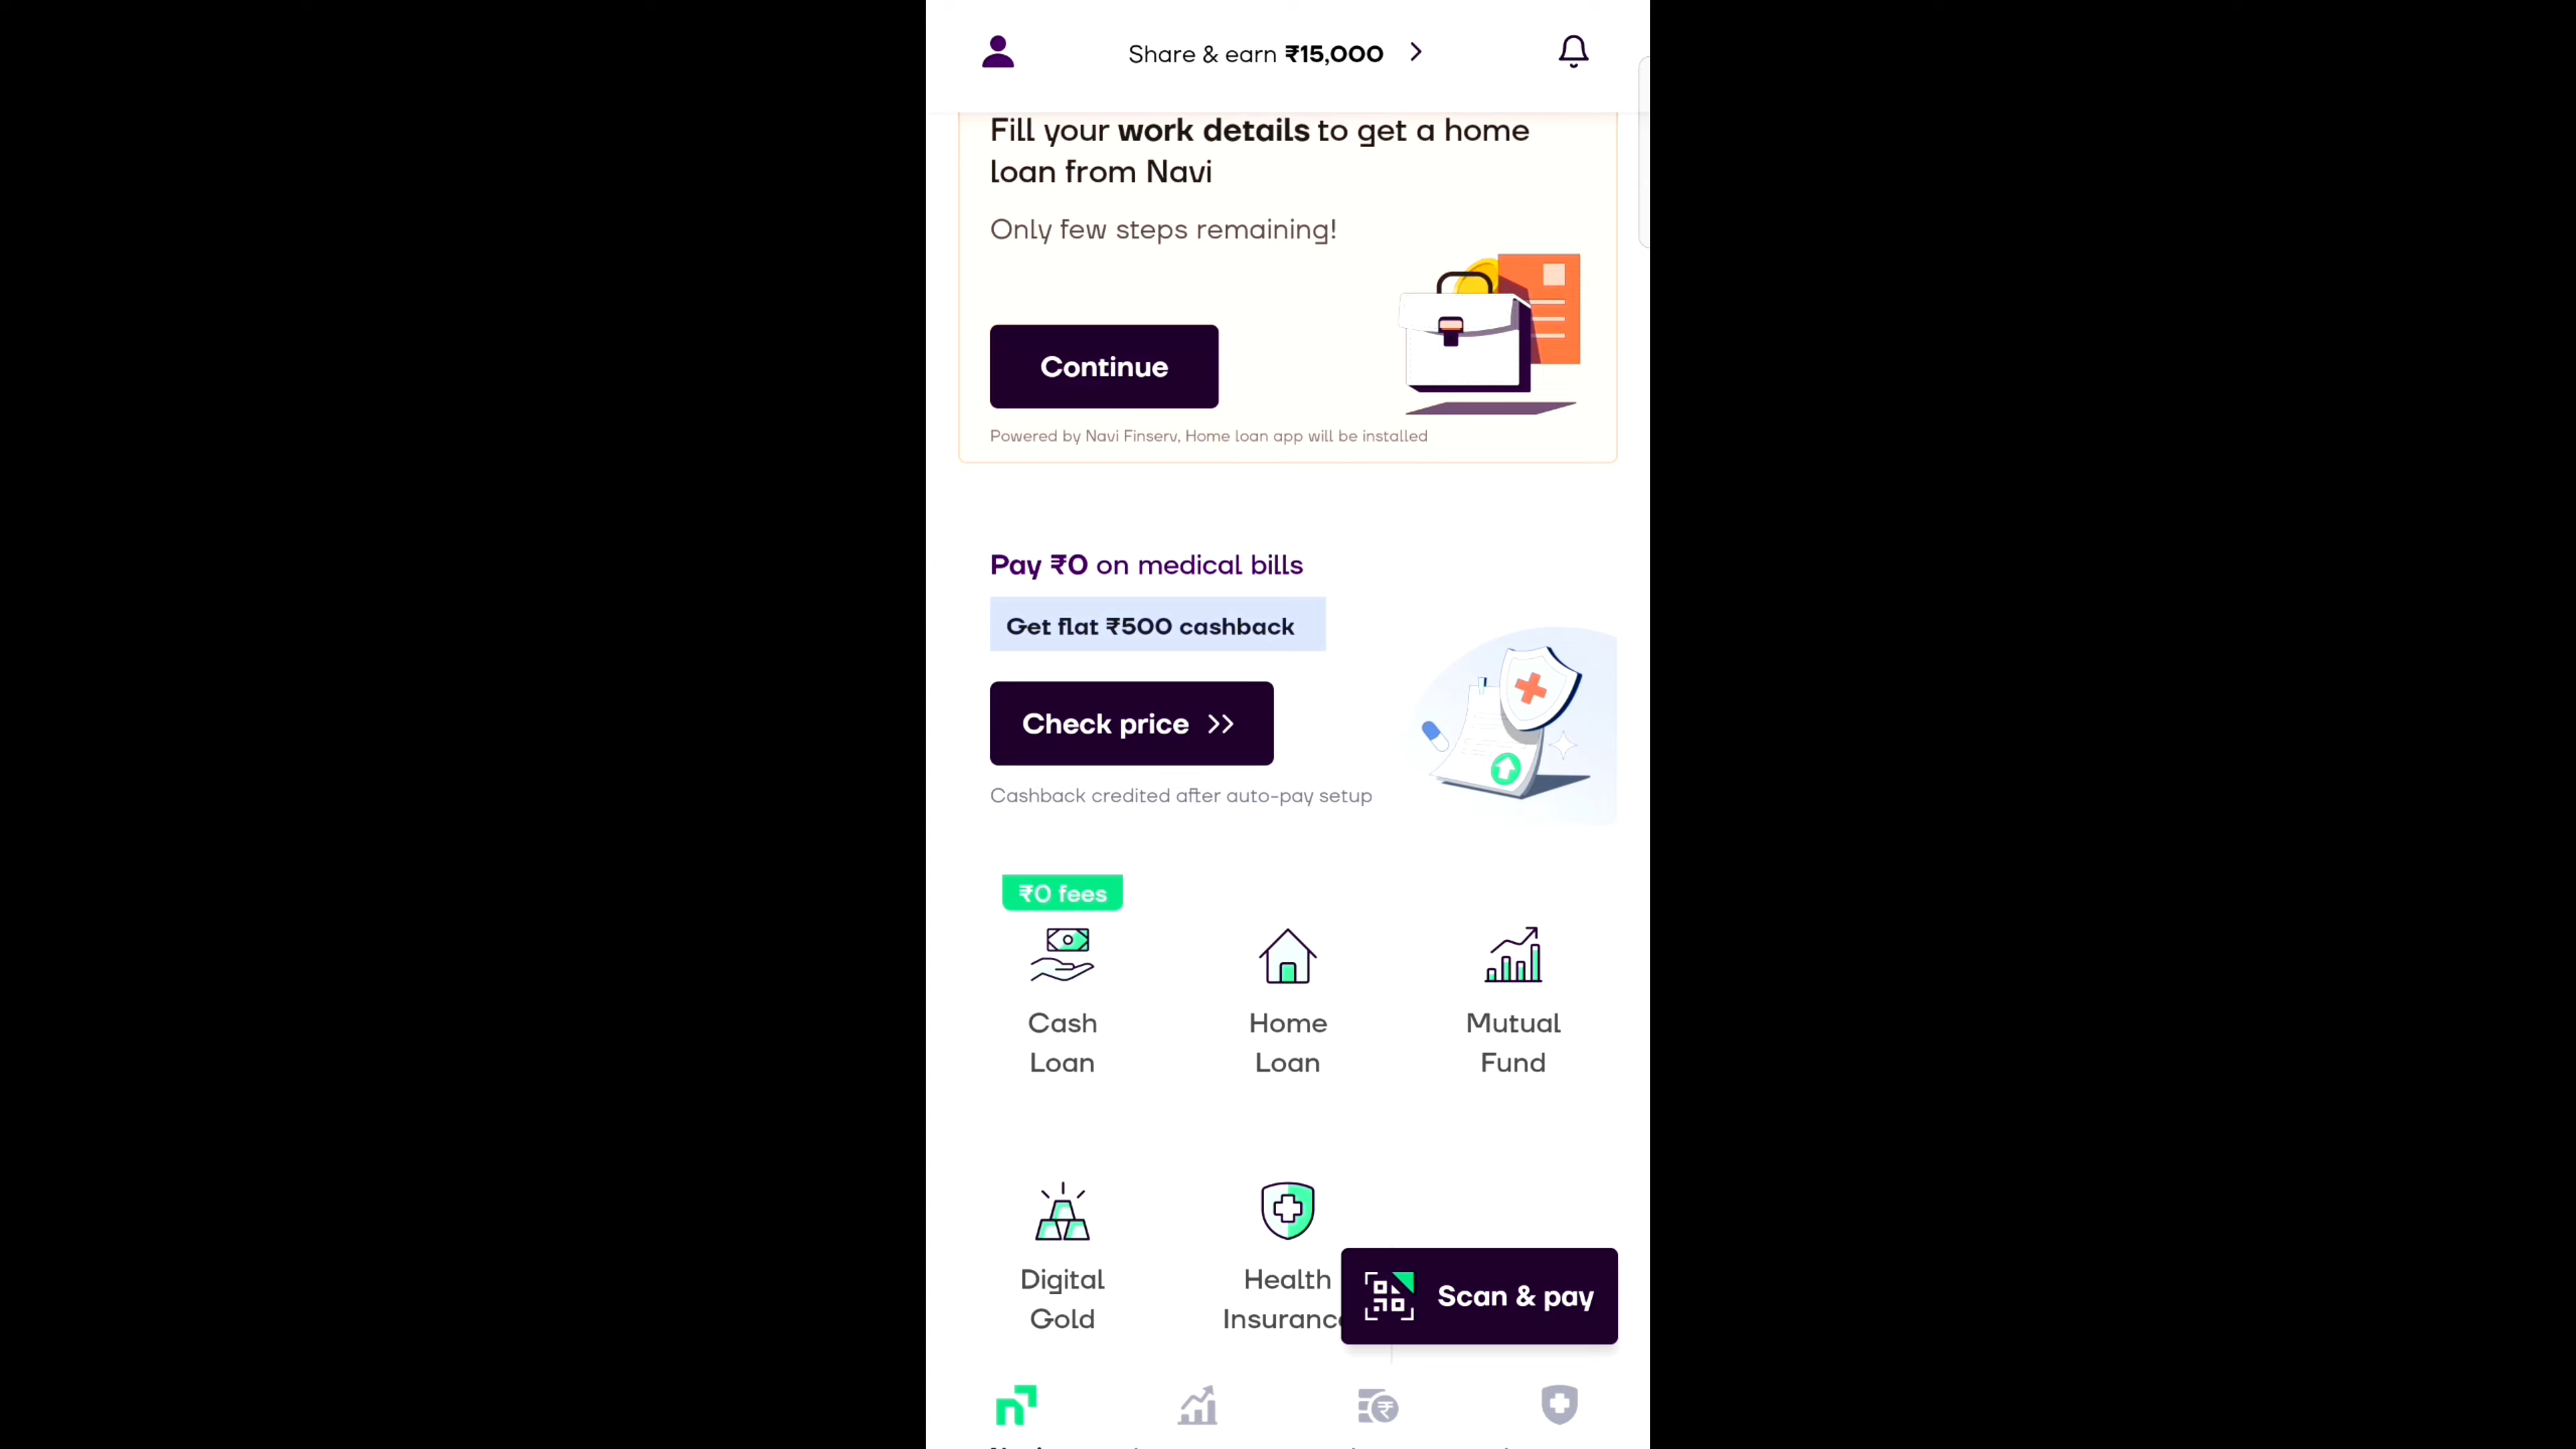 Share & earn ₹15,000
Fill your work details to get a home
loan from Navi
Only few steps remaining!
Continue
Powered by Navi Finserv, Home loan app will be installed
Pay ₹0 on medical bills
Get flat ₹500 cashback
Check price
Cashback credited after auto-pay setup
₹0 fees
Cash
Loan
Home
Loan
Mutual
Fund
Digital
Gold
Health
Insuranc
Scan & pay